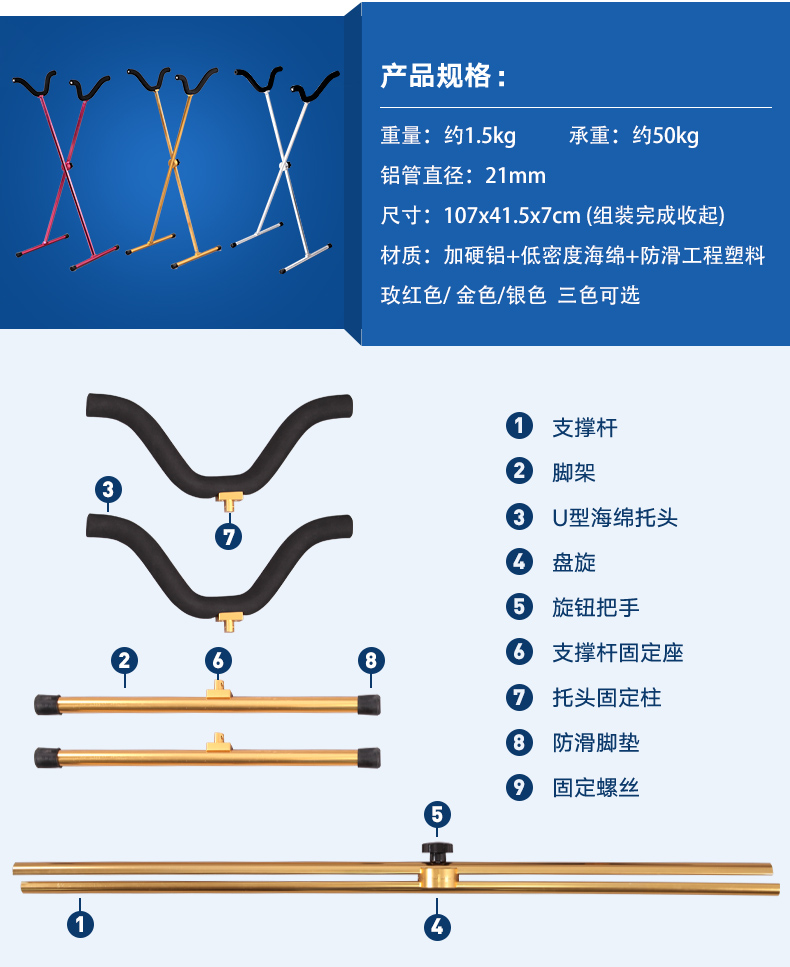 产品规格：
重量：约1.5kg 承重：约50kg
铝管直径：21mm
尺寸：107x41.5x7cm (组装完成收起)
材质：加硬铝+低密度海绵+防滑工程塑料
玫红色/ 金色/银色 三色可选
1 支撑杆
2 脚架
3 U型海绵托头
4 盘旋
5 旋钮把手
6 支撑杆固定座
7 托头固定柱
8 防滑脚垫
9 固定螺丝
3
7
2 6 8
5
1
4